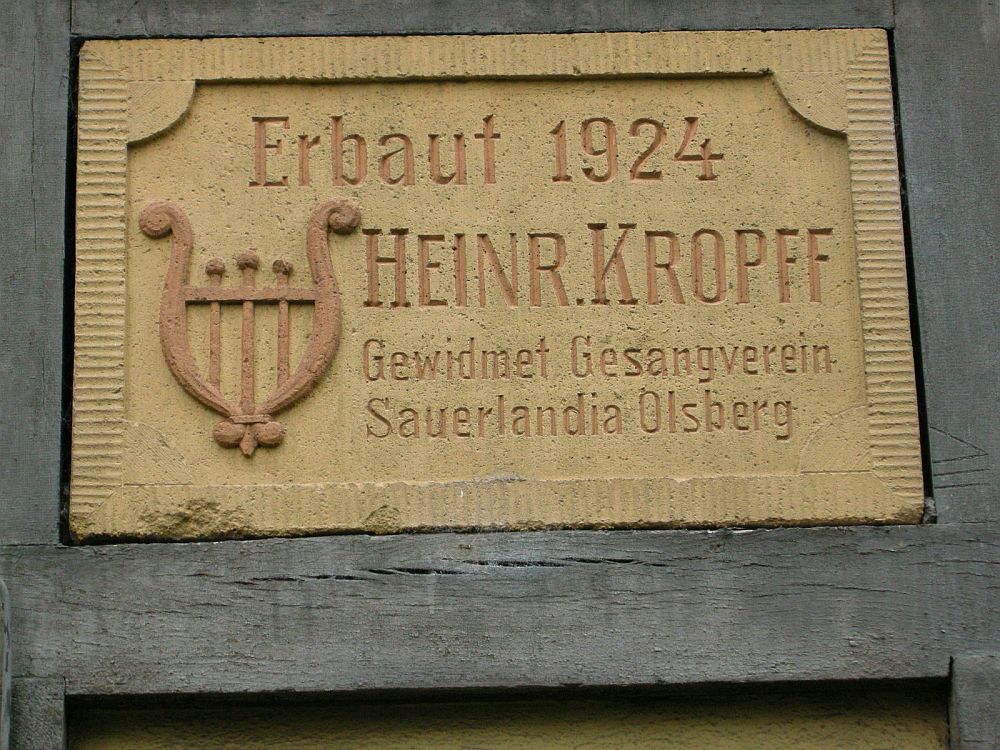 Erbaut 1924
HEINR. KROPFF
Gewidmet Gesangverein
Sauerlandia Olsberg